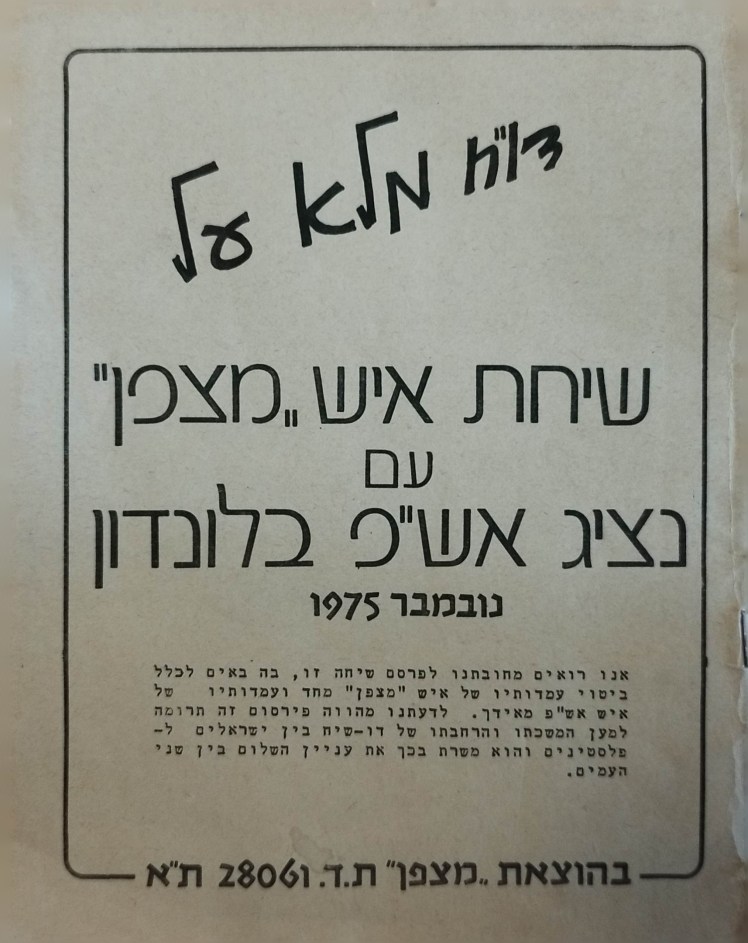 דו"ח מלא על
שיחת איש „מצפן"
עם
נציג אש"פ בלונדון
נובמבר 1975
אנו רואים מחובתנו לפרסם שיחה זו, בה באים לכלל
ביטוי עמדותיו של איש "מצפן" מחד ועמדותיו של
איש אש"פ מאידך. לדעתנו מהווה פירסום זה תרומה
למען המשכתו והרחבתו של דו-שיח בין ישראלים ל-
פלסטינים והוא משרת בכך את עניין השלום בין שני
העמים.
בהוצאת „מצפן" ת.ד. 28061 ת"א